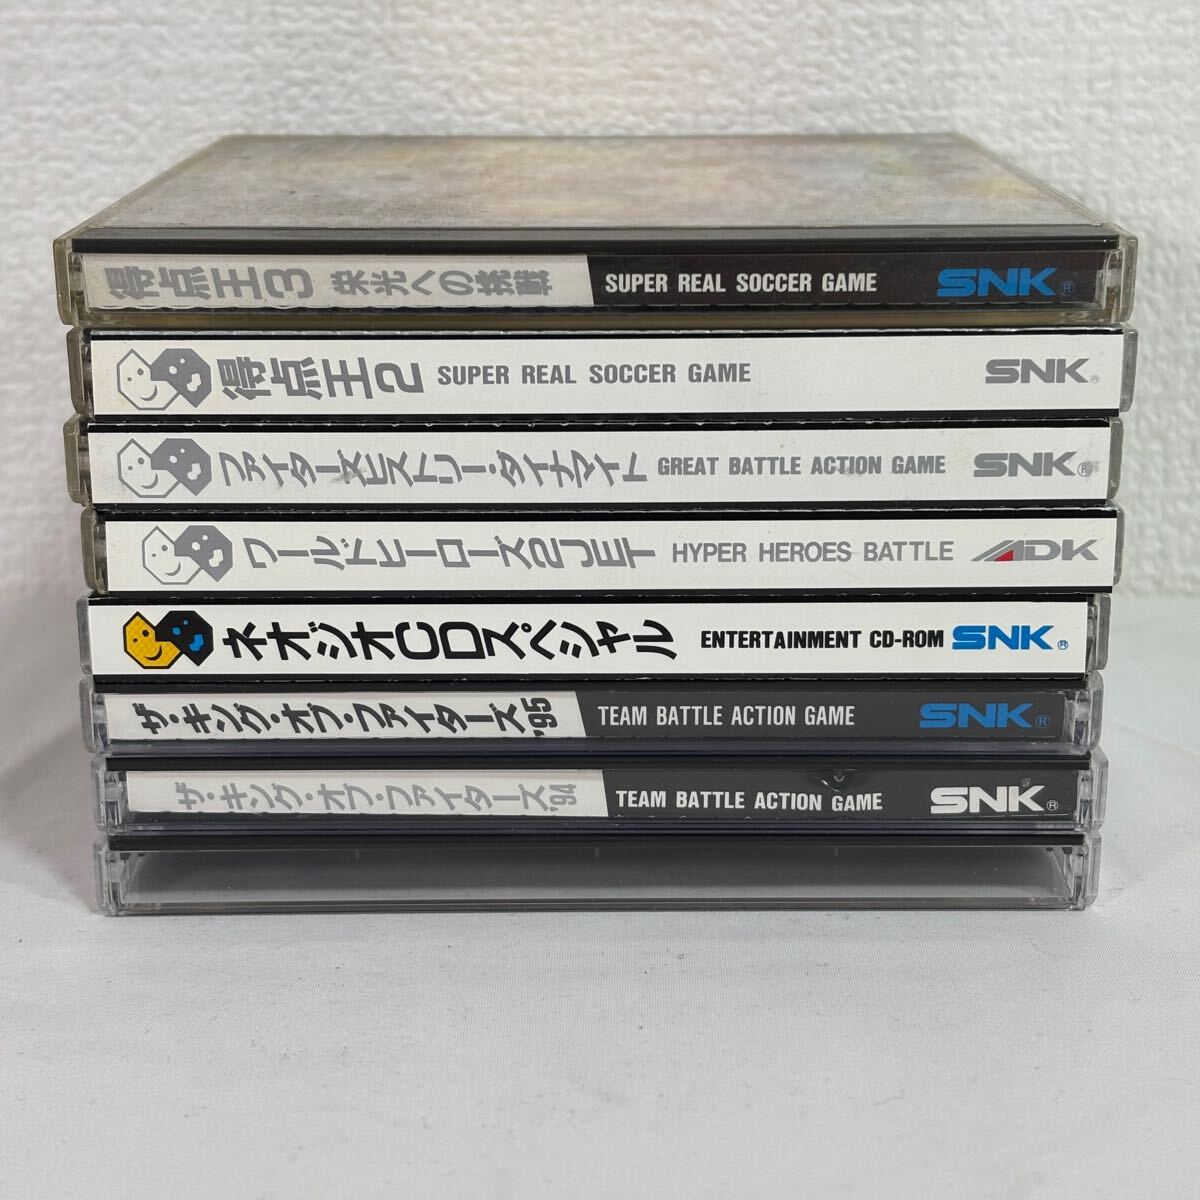 得点王3 栄光への挑戦 SUPER REAL SOCCER GAME SNK®
得点王2 SUPER REAL SOCCER GAME SNK®
ファイターズヒストリー・ダイナマイト GREAT BATTLE ACTION GAME SNK®
ワールドヒーローズ2JET HYPER HEROES BATTLE ADK
ネオジオCDスペシャル ENTERTAINMENT CD-ROM SNK®
ザ・キング・オブ・ファイターズ'95 TEAM BATTLE ACTION GAME SNK®
ザ・キング・オブ・ファイターズ'94 TEAM BATTLE ACTION GAME SNK®